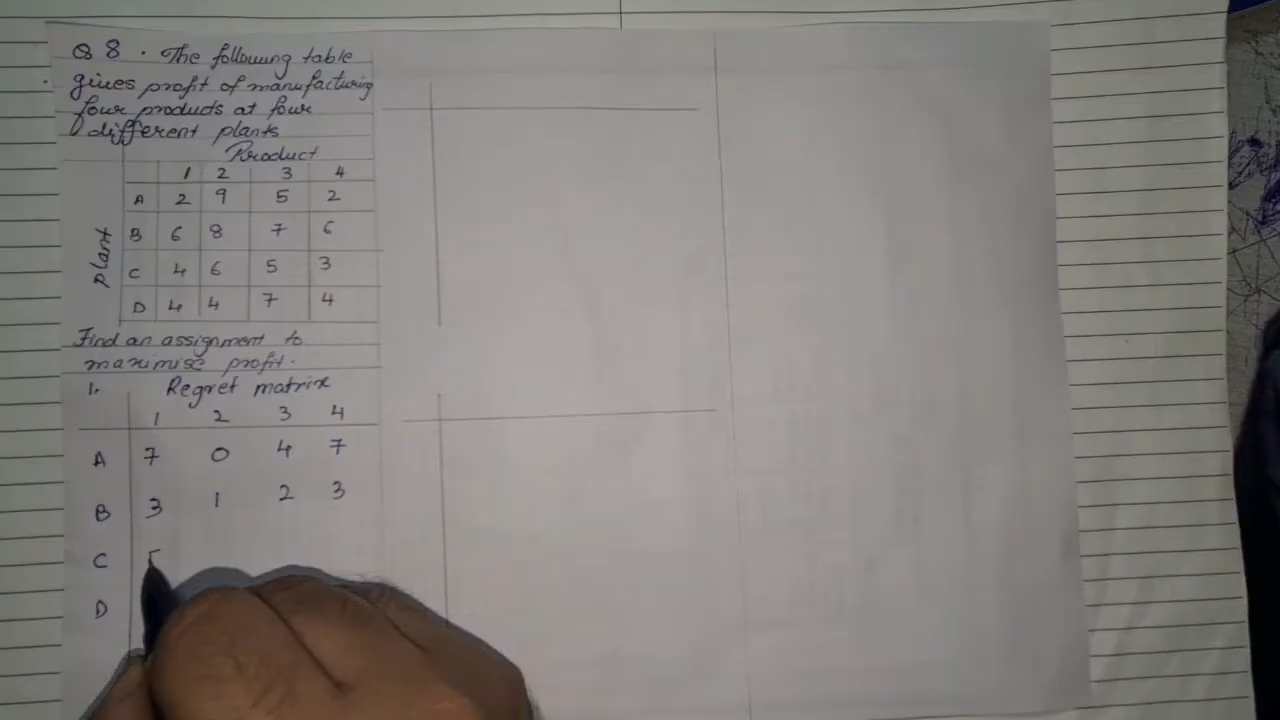 Q 8. The following table
gives profit of manufacturing
four products at four
different plants
Product
1 2 3 4
A 2 9 5 2
Plant
B 6 8 7 6
C 4 6 5 3
D 4 4 7 4
Find an assignment to
maximise profit.
1. Regret matrix
1 2 3 4
A 7 0 4 7
B 3 1 2 3
C
D